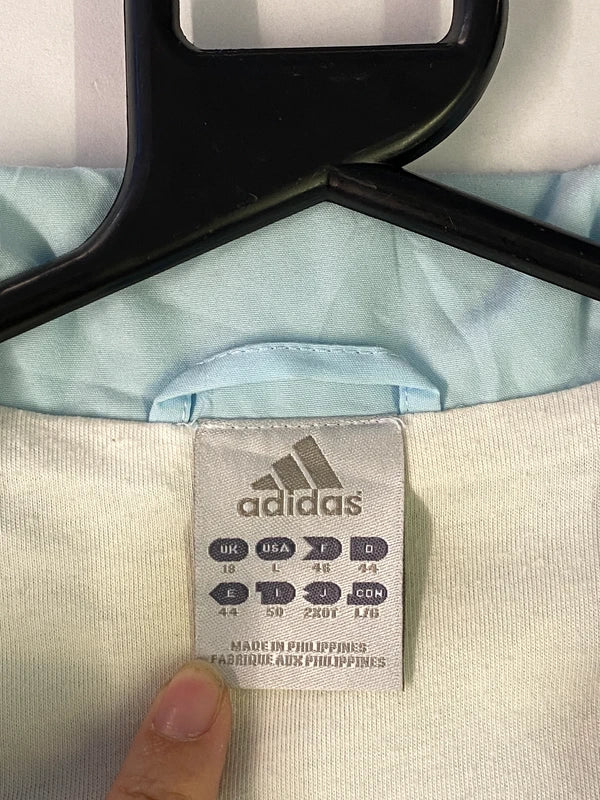 adidas
UK USA F D
18 L 46 44
E I J CON
44 50 2XOT L/G
MADE IN PHILIPPINES
FABRIQUE AUX PHILIPPINES